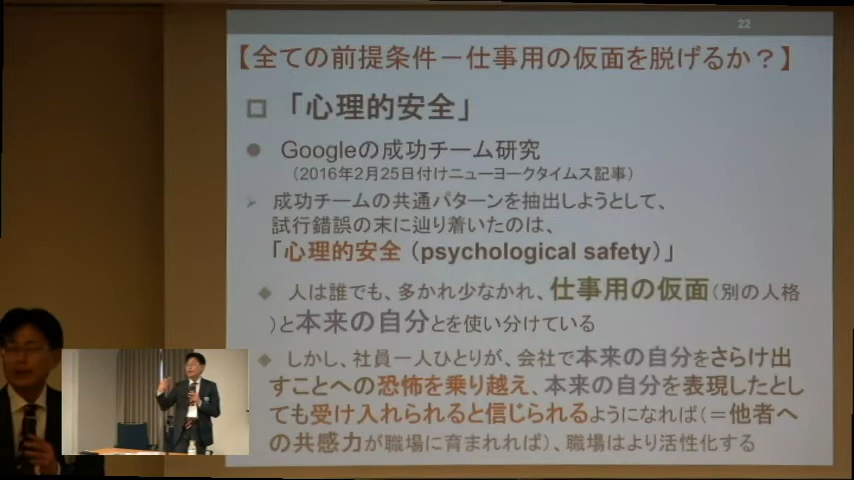 22
【全ての前提条件－仕事用の仮面を脱げるか？】
「心理的安全」
Googleの成功チーム研究
（2016年2月25日付けニューヨークタイムス記事）
成功チームの共通パターンを抽出しようとして、
試行錯誤の末に辿り着いたのは、
「心理的安全（psychological safety）」
人は誰でも、多かれ少なかれ、仕事用の仮面（別の人格
）と本来の自分とを使い分けている
しかし、社員一人ひとりが、会社で本来の自分をさらけ出
すことへの恐怖を乗り越え、本来の自分を表現したとし
ても受け入れられると信じられるようになれば（＝他者へ
の共感力が職場に育まれれば）、職場はより活性化する